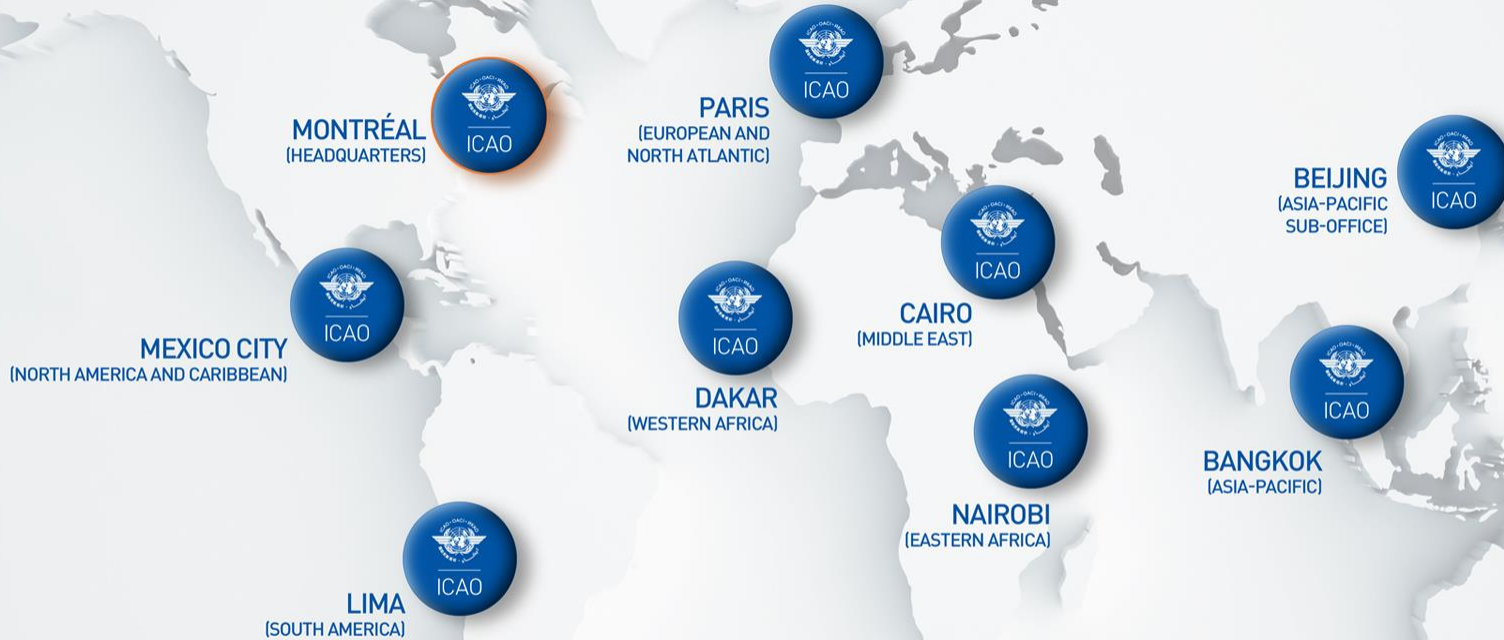 ICAO
MONTRÉAL
(HEADQUARTERS)
ICAO
PARIS
(EUROPEAN AND
NORTH ATLANTIC)
ICAO
BEIJING
(ASIA-PACIFIC
SUB-OFFICE)
ICAO
MEXICO CITY
(NORTH AMERICA AND CARIBBEAN)
ICAO
DAKAR
(WESTERN AFRICA)
ICAO
CAIRO
(MIDDLE EAST)
ICAO
NAIROBI
(EASTERN AFRICA)
ICAO
BANGKOK
(ASIA-PACIFIC)
ICAO
LIMA
(SOUTH AMERICA)
ICAO